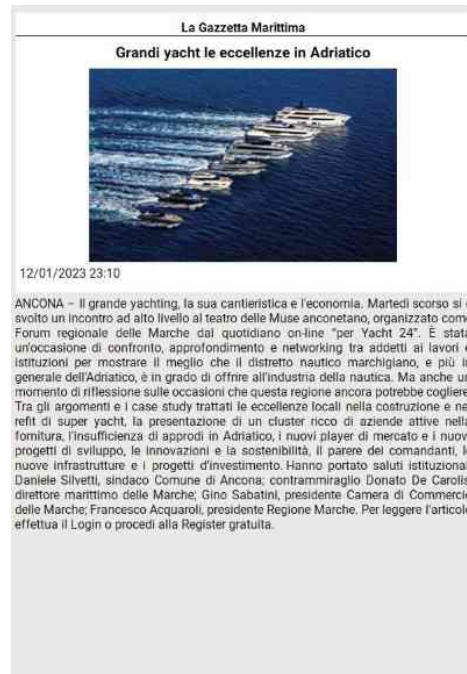 La Gazzetta Marittima
Grandi yacht le eccellenze in Adriatico
12/01/2023 23:10
ANCONA – Il grande yachting, la sua cantieristica e l'economia. Martedì scorso si
svolto un incontro ad alto livello al teatro delle Muse anconetano, organizzato come
Forum regionale delle Marche dal quotidiano on-line "per Yacht 24". È stata
un'occasione di confronto, approfondimento e networking tra addetti ai lavori e
istituzioni per mostrare il meglio che il distretto nautico marchigiano, e più in
generale dell'Adriatico, è in grado di offrire all'industria della nautica. Ma anche un
momento di riflessione sulle occasioni che questa regione ancora potrebbe cogliere.
Tra gli argomenti e i case study trattati le eccellenze locali nella costruzione e nel
refit di super yacht, la presentazione di un cluster ricco di aziende attive nella
fornitura, l'insufficienza di approdi in Adriatico, i nuovi player di mercato e i nuovi
progetti di sviluppo, le innovazioni e la sostenibilità, il parere dei comandanti, le
nuove infrastrutture e i progetti d'investimento. Hanno portato saluti istituzionali
Daniele Silvetti, sindaco Comune di Ancona; contrammiraglio Donato De Carolis
direttore marittimo delle Marche; Gino Sabatini, presidente Camera di Commercio
delle Marche; Francesco Acquaroli, presidente Regione Marche. Per leggere l'articolo
effettua il Login o procedi alla Register gratuita.